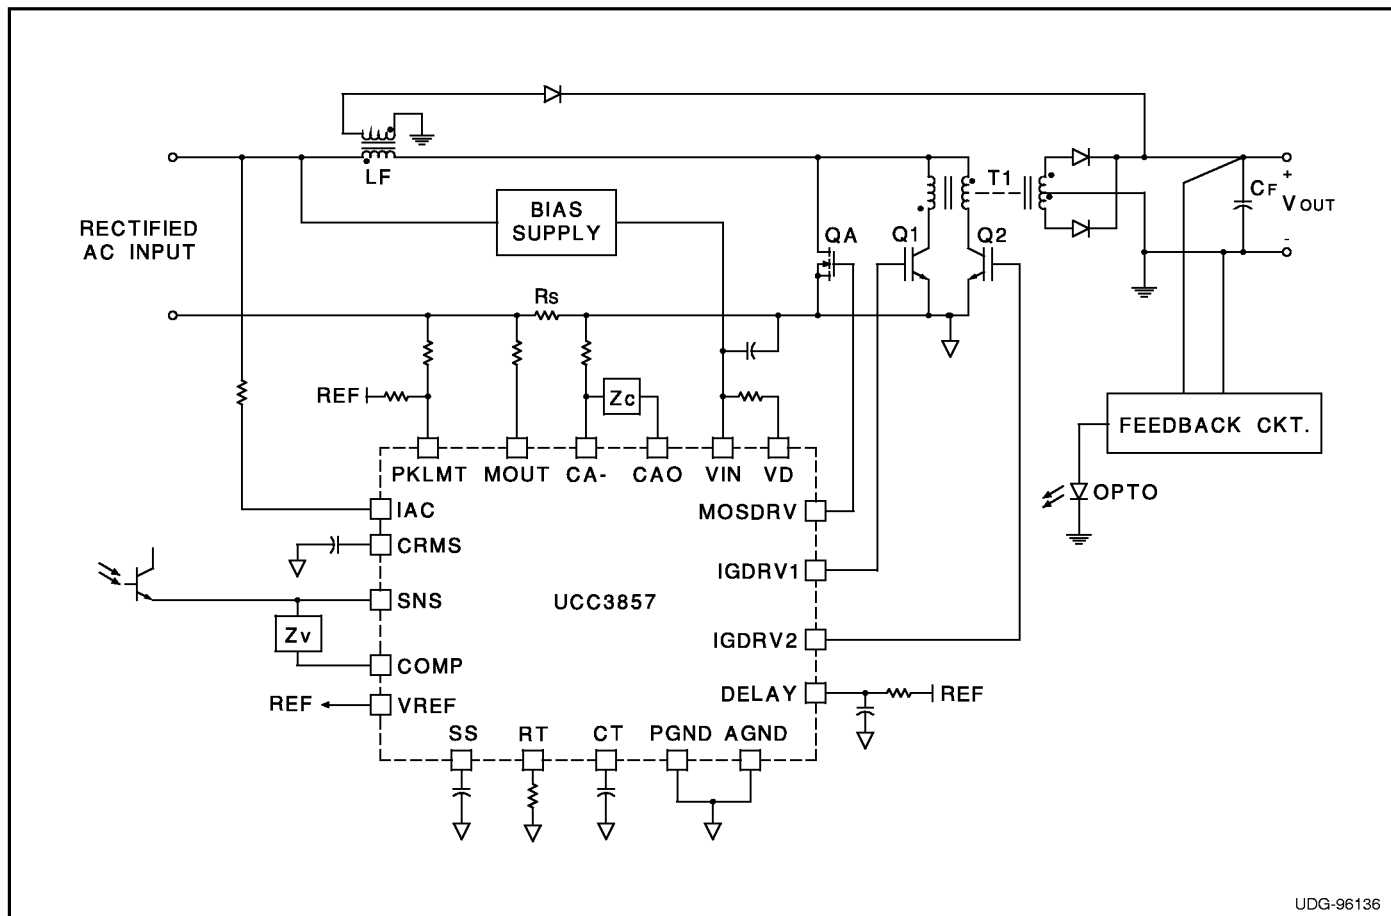 LF
RECTIFIED
AC INPUT
BIAS
SUPPLY
QA
Q1
Q2
T1
CF
+
VOUT
-
Rs
REF
Zc
FEEDBACK CKT.
OPTO
PKLMT MOUT CA- CAO VIN VD
IAC
MOSDRV
CRMS
IGDRV1
SNS
UCC3857
Zv
IGDRV2
COMP
DELAY
REF
REF
VREF
SS RT CT PGND AGND
UDG-96136